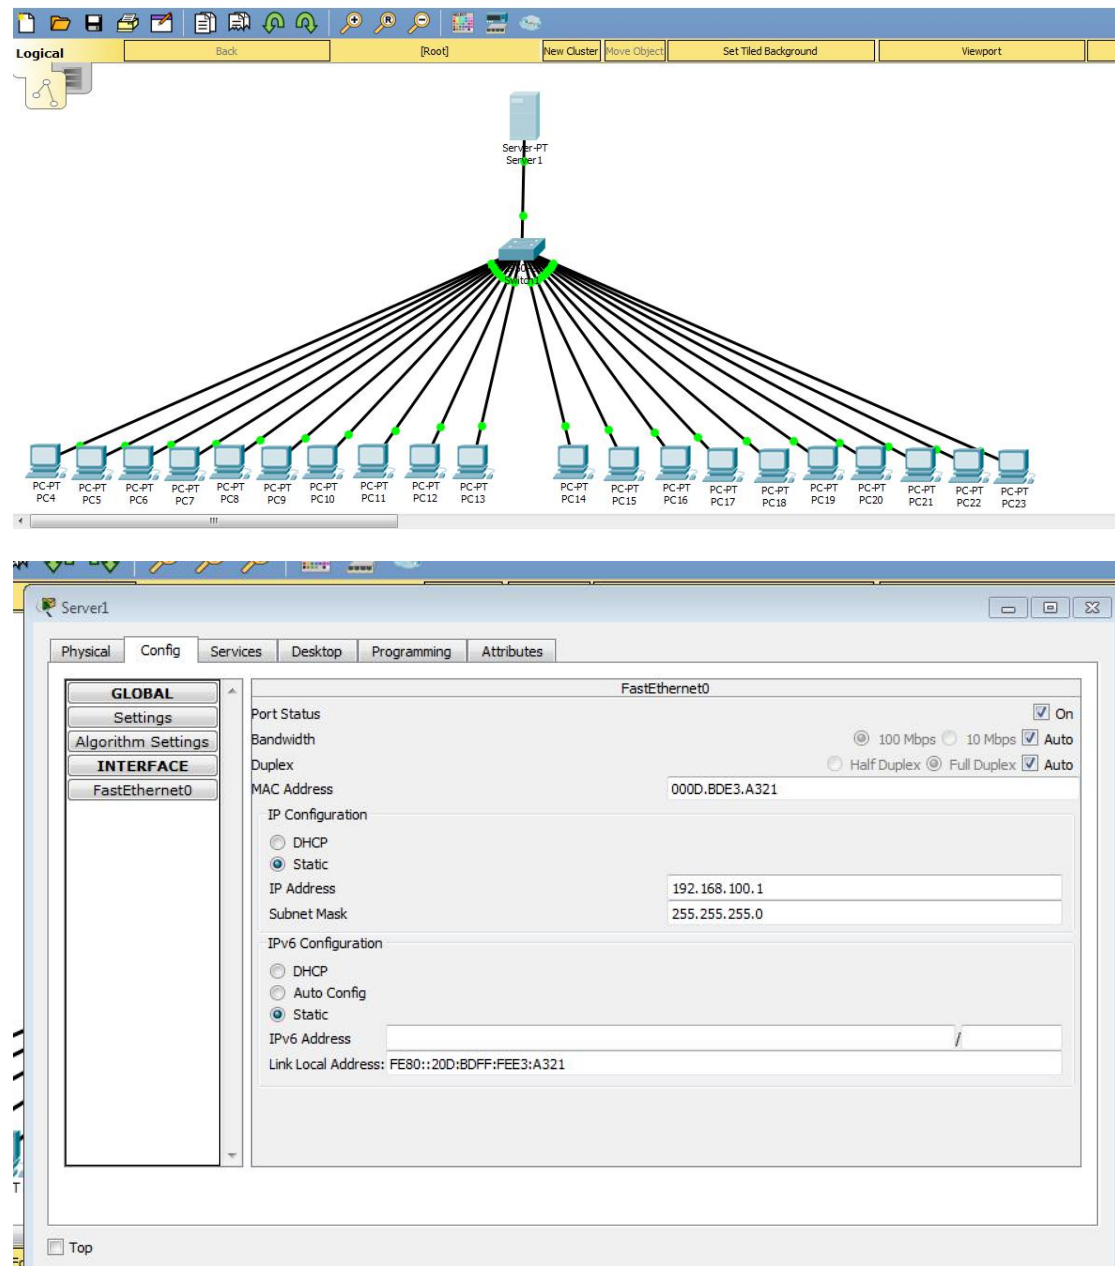 Logical Back [Root] New Cluster Move Object Set Tiled Background Viewport
Server-PT
Server1
Switch1
PC-PT PC-PT PC-PT PC-PT PC-PT PC-PT PC-PT PC-PT PC-PT PC-PT PC-PT PC-PT PC-PT PC-PT PC-PT PC-PT PC-PT PC-PT PC-PT PC-PT
PC4 PC5 PC6 PC7 PC8 PC9 PC10 PC11 PC12 PC13 PC14 PC15 PC16 PC17 PC18 PC19 PC20 PC21 PC22 PC23
Server1
Physical Config Services Desktop Programming Attributes
GLOBAL
Settings
Algorithm Settings
INTERFACE
FastEthernet0
FastEthernet0
Port Status On
Bandwidth 100 Mbps 10 Mbps Auto
Duplex Half Duplex Full Duplex Auto
MAC Address 000D.BDE3.A321
IP Configuration
DHCP
Static
IP Address 192.168.100.1
Subnet Mask 255.255.255.0
IPv6 Configuration
DHCP
Auto Config
Static
IPv6 Address /
Link Local Address: FE80::20D:BDFF:FEE3:A321
Top